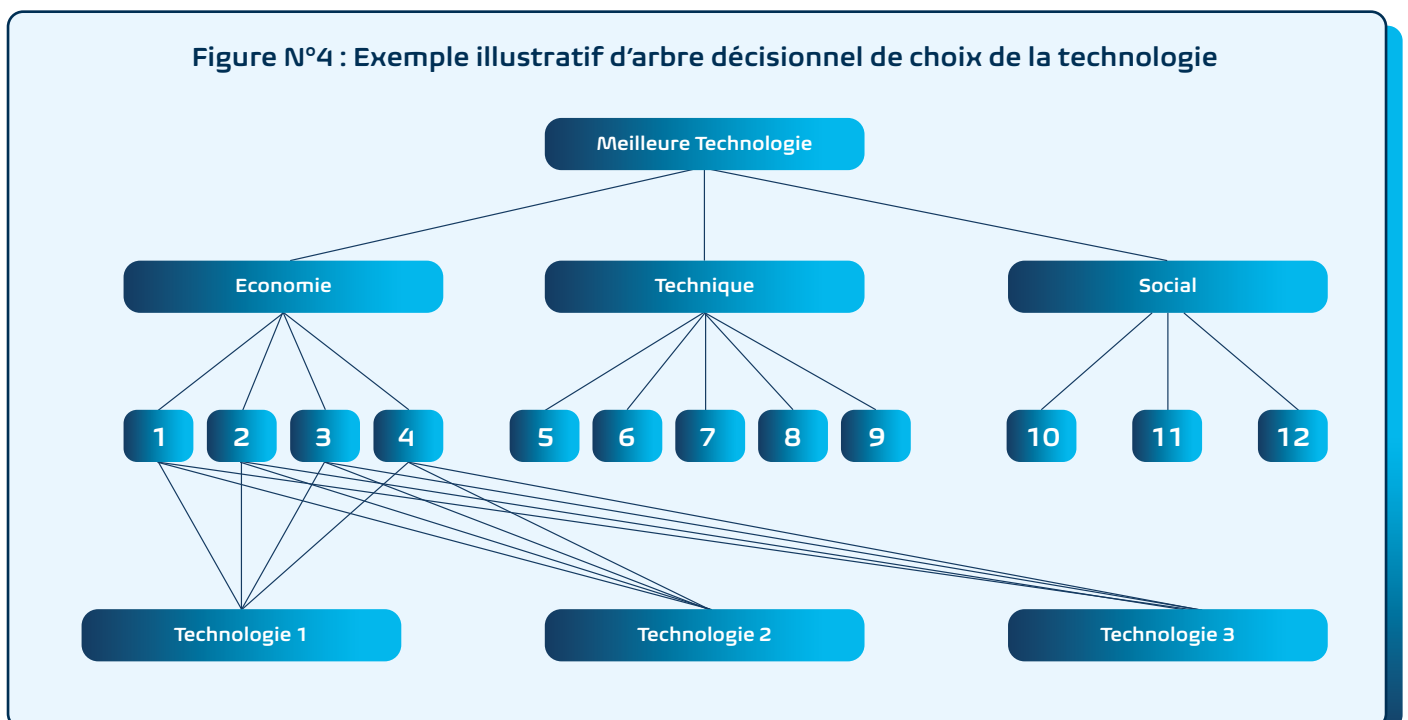 Figure N°4 : Exemple illustratif d'arbre décisionnel de choix de la technologie
Meilleure Technologie
Economie
Technique
Social
1
2
3
4
5
6
7
8
9
10
11
12
Technologie 1
Technologie 2
Technologie 3